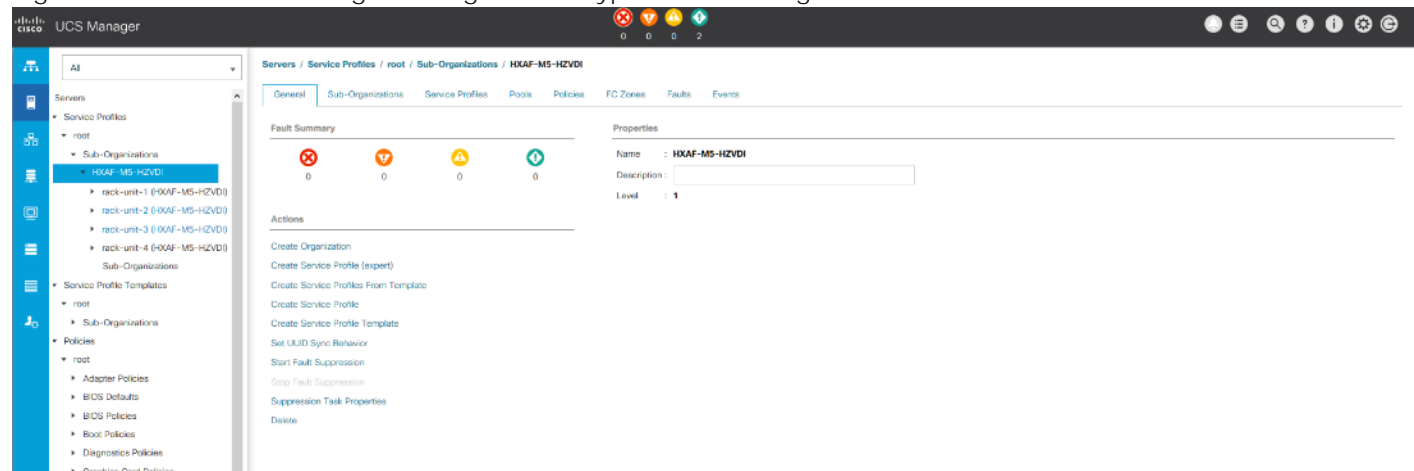 cisco UCS Manager
0 0 0 2
All
Servers / Service Profiles / root / Sub-Organizations / HXAF-M5-HZVDI
General Sub-Organizations Service Profiles Pools Policies FC Zones Faults Events
Servers
Service Profiles
root
Sub-Organizations
HXAF-M5-HZVDI
rack-unit-1 (HXAF-M5-HZVDI)
rack-unit-2 (HXAF-M5-HZVDI)
rack-unit-3 (HXAF-M5-HZVDI)
rack-unit-4 (HXAF-M5-HZVDI)
Sub-Organizations
Service Profile Templates
root
Sub-Organizations
Policies
root
Adapter Policies
BIOS Defaults
BIOS Policies
Boot Policies
Diagnostics Policies
Fault Summary
0 0 0 0
Properties
Name : HXAF-M5-HZVDI
Description :
Level : 1
Actions
Create Organization
Create Service Profile (expert)
Create Service Profiles From Template
Create Service Profile
Create Service Profile Template
Set UUID Sync Behavior
Start Fault Suppression
Stop Fault Suppression
Suppression Task Properties
Delete